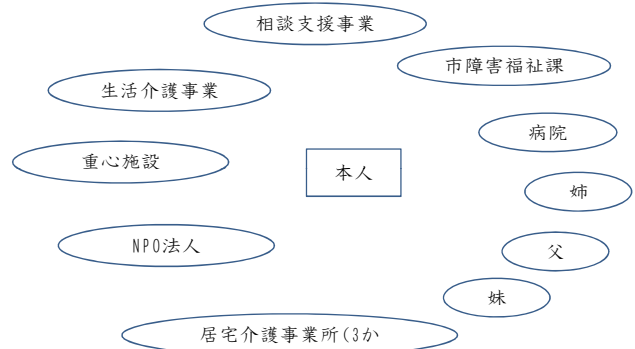 相談支援事業
市障害福祉課
生活介護事業
病院
重心施設
本人
姉
NPO法人
父
妹
居宅介護事業所(3か